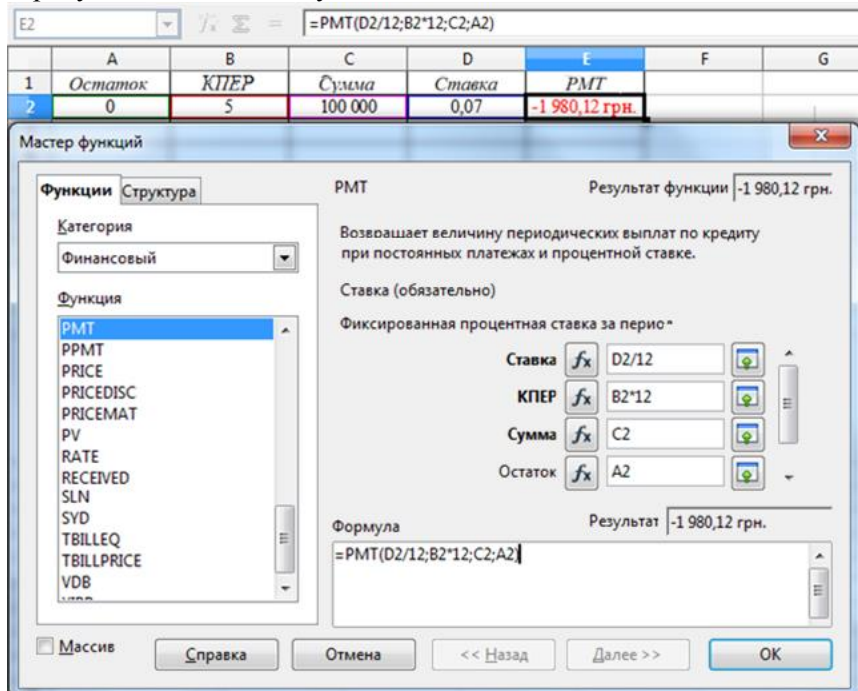 E2 =PMT(D2/12;B2*12;C2;A2)
A B C D E F G
1 Остаток КПЕР Сумма Ставка PMT
2 0 5 100 000 0,07 -1 980,12 грн.
Мастер функций
Функции Структура PMT Результат функции -1 980,12 грн.
Категория
Финансовый
Возвращает величину периодических выплат по кредиту
при постоянных платежах и процентной ставке.
Функция
Ставка (обязательно)
Фиксированная процентная ставка за перио
PMT
PPMT
PRICE
PRICEDISC
PRICEMAT
PV
RATE
RECEIVED
SLN
SYD
TBILLEQ
TBILLPRICE
VDB
Ставка fx D2/12
КПЕР fx B2*12
Сумма fx C2
Остаток fx A2
Формула Результат -1 980,12 грн.
=PMT(D2/12;B2*12;C2;A2)
Массив Справка Отмена << Назад Далее >> OK